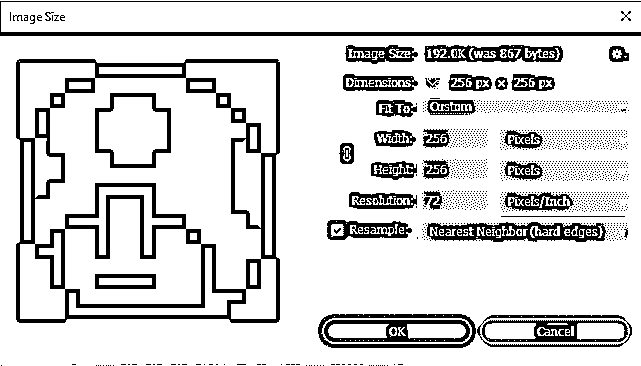 Image Size
Image Size: 192.0K (was 867 bytes)
Dimensions: 256 px x 256 px
Fit To: Custom
Width: 256 Pixels
Height: 256 Pixels
Resolution: 72 Pixels/Inch
Resample: Nearest Neighbor (hard edges)
OK Cancel